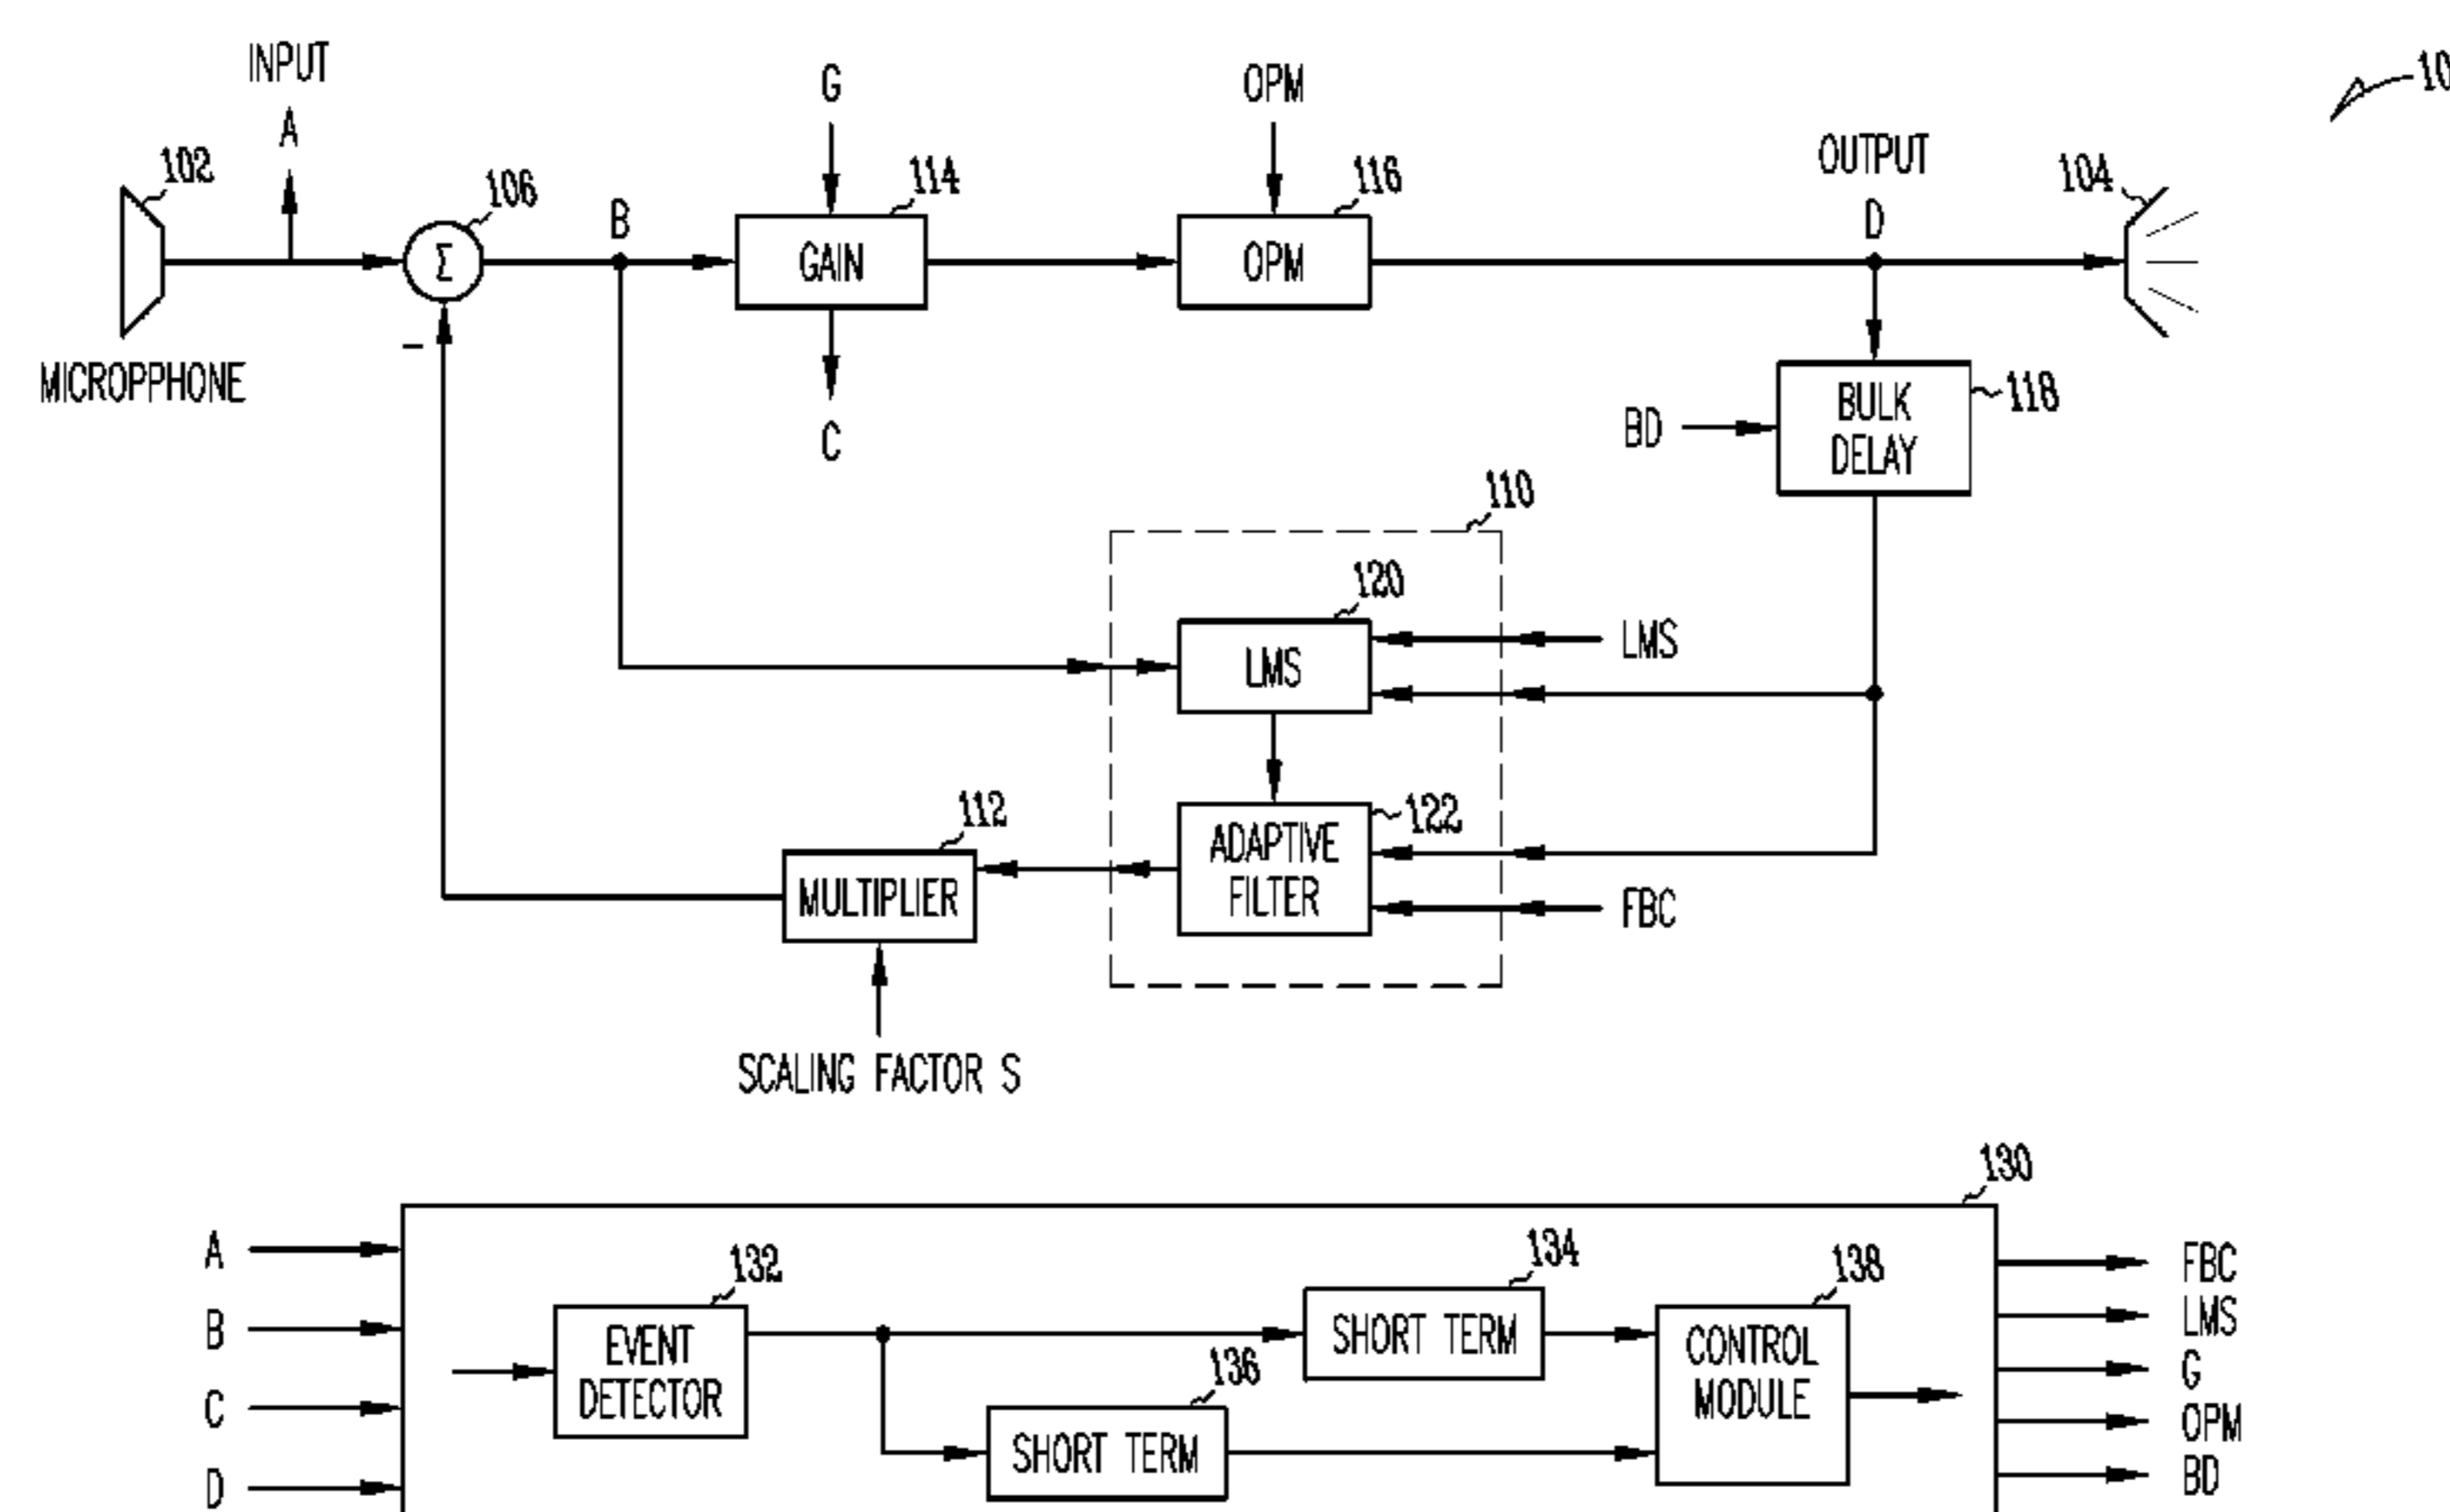 INPUT
A
102
MICROPPHONE
106
Σ
–
B
G
114
GAIN
C
OPM
116
OPM
OUTPUT
D
104
10
BD
BULK
DELAY
118
110
120
LMS
LMS
122
ADAPTIVE
FILTER
FBC
112
MULTIPLIER
SCALING FACTOR S
130
A
B
C
D
132
EVENT
DETECTOR
134
SHORT TERM
136
SHORT TERM
138
CONTROL
MODULE
FBC
LMS
G
OPM
BD